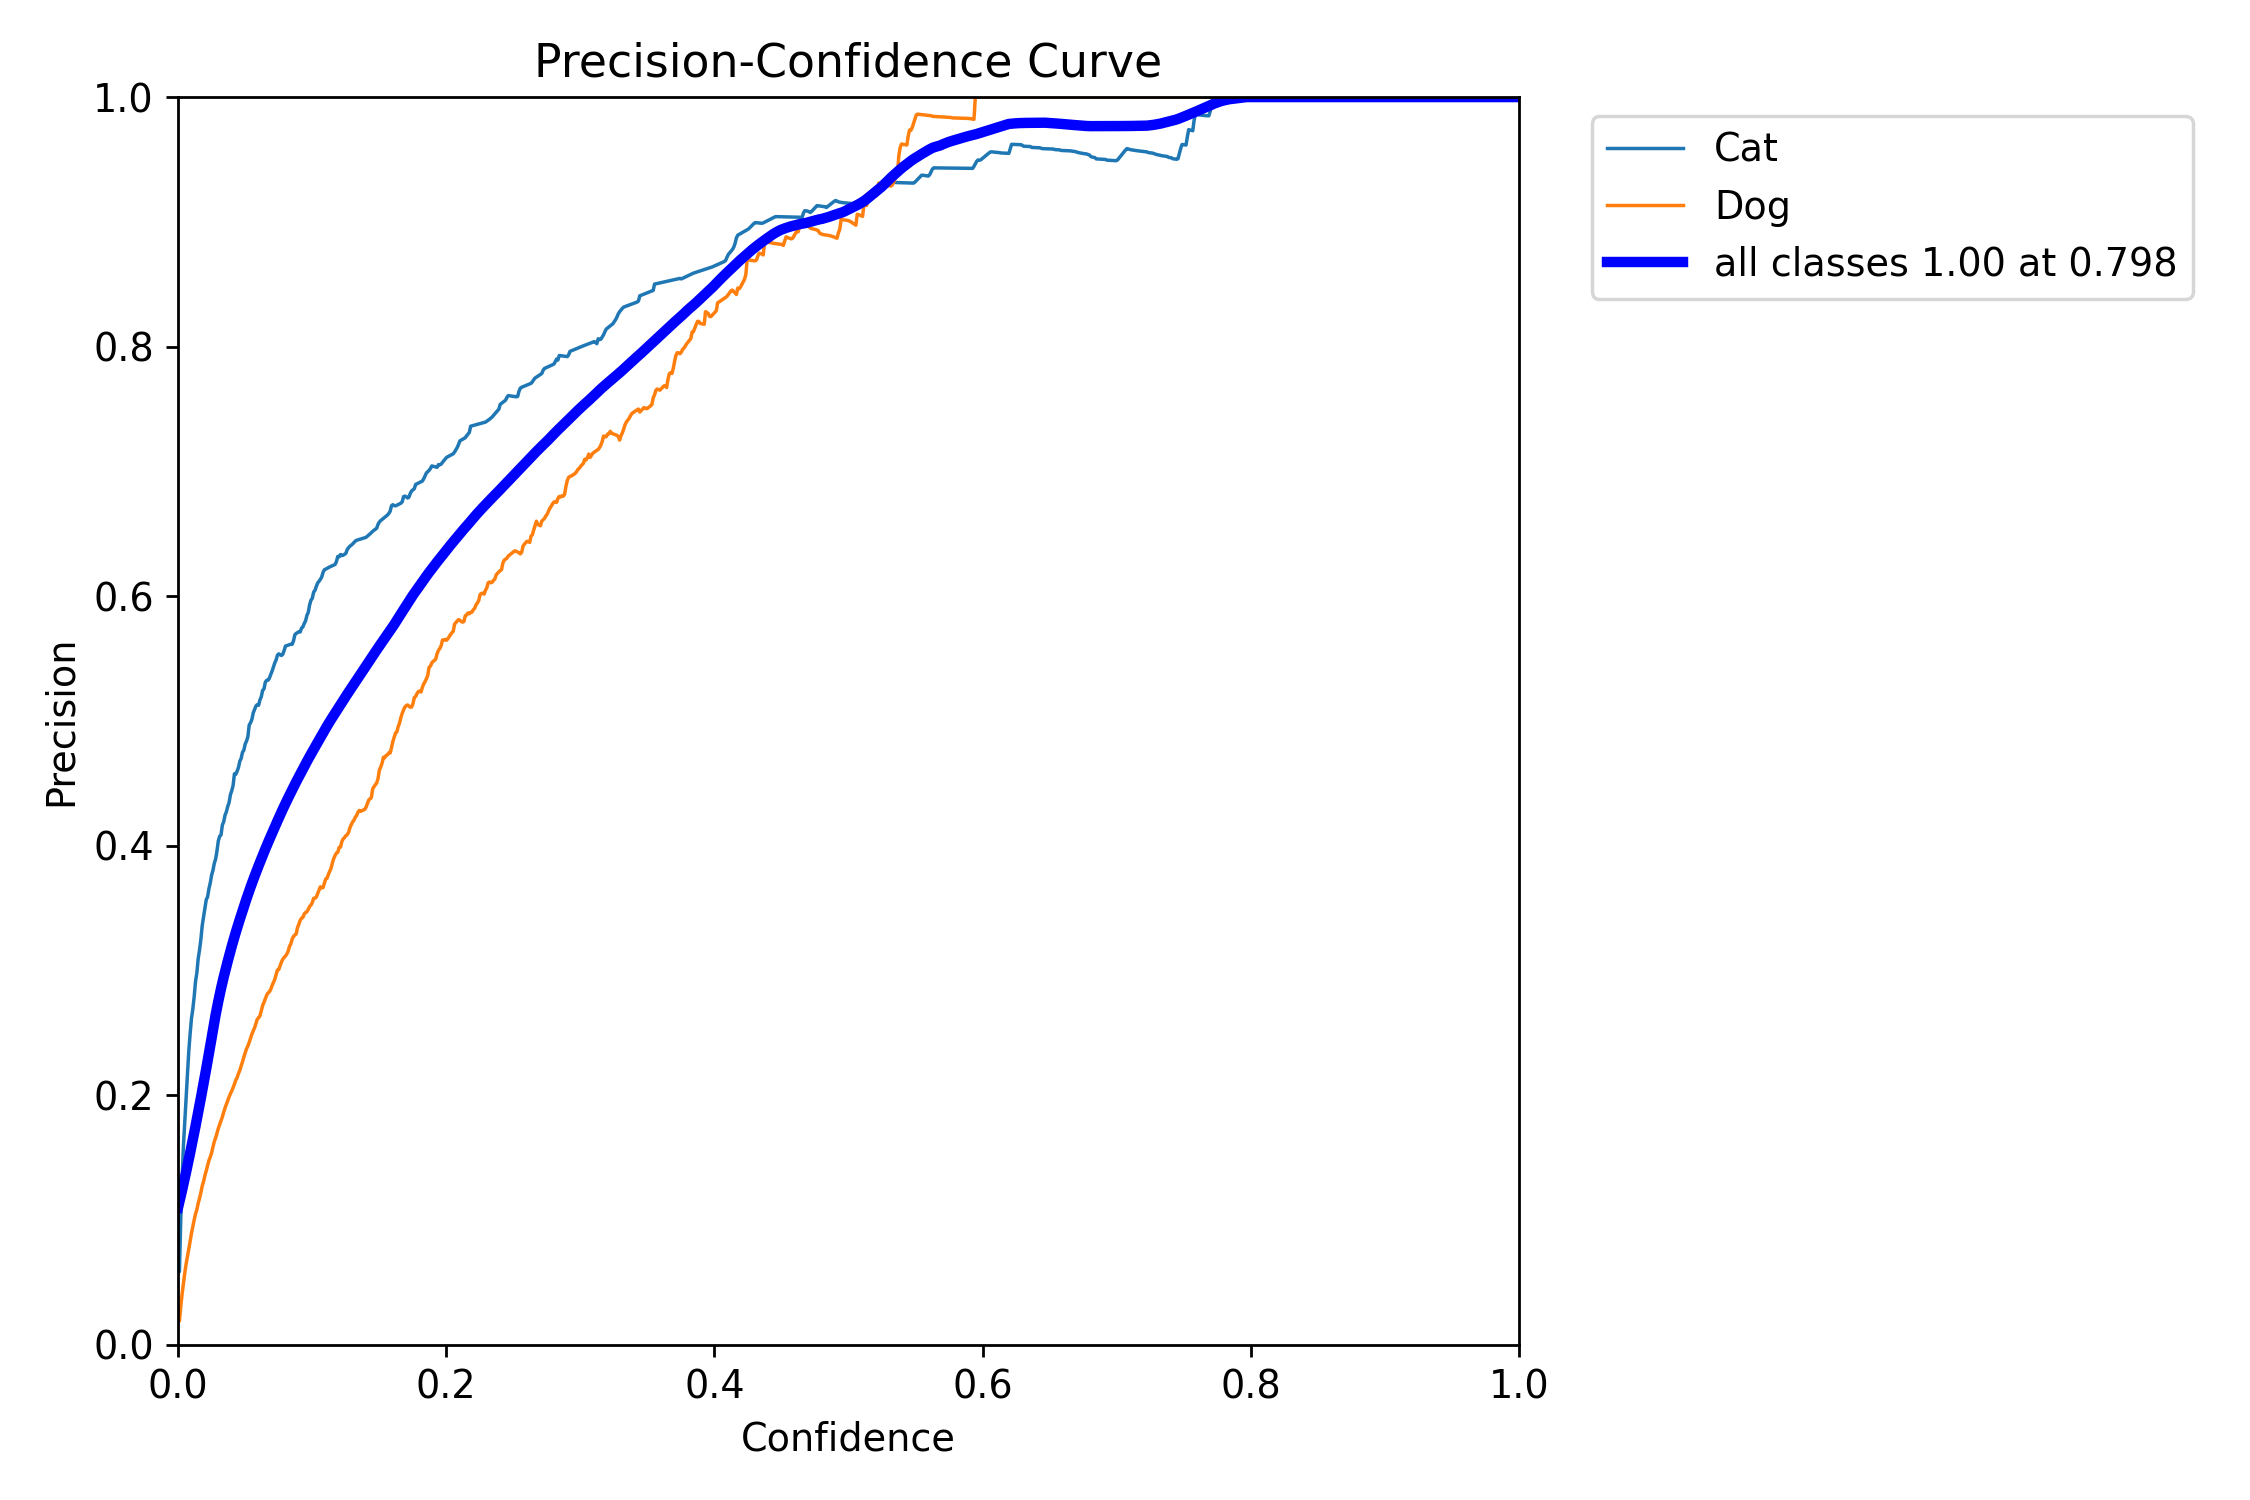 Precision-Confidence Curve
1.0
0.8
0.6
0.4
0.2
0.0
Precision
0.0 0.2 0.4 0.6 0.8 1.0
Confidence
Cat
Dog
all classes 1.00 at 0.798